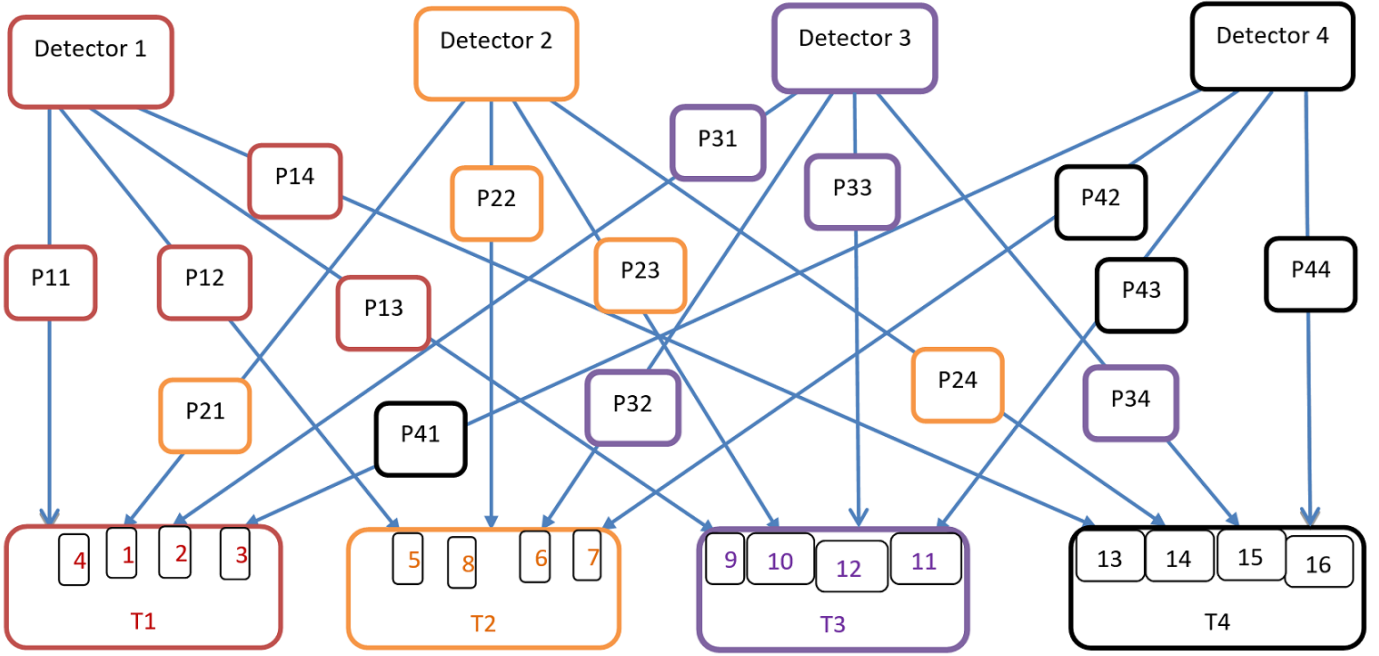 Detector 1
Detector 2
Detector 3
Detector 4
P31
P14
P33
P22
P42
P11
P12
P23
P44
P43
P13
P24
P34
P32
P21
P41
4 1 2 3
5 8 6 7
9 10 12 11
13 14 15 16
T1
T2
T3
T4